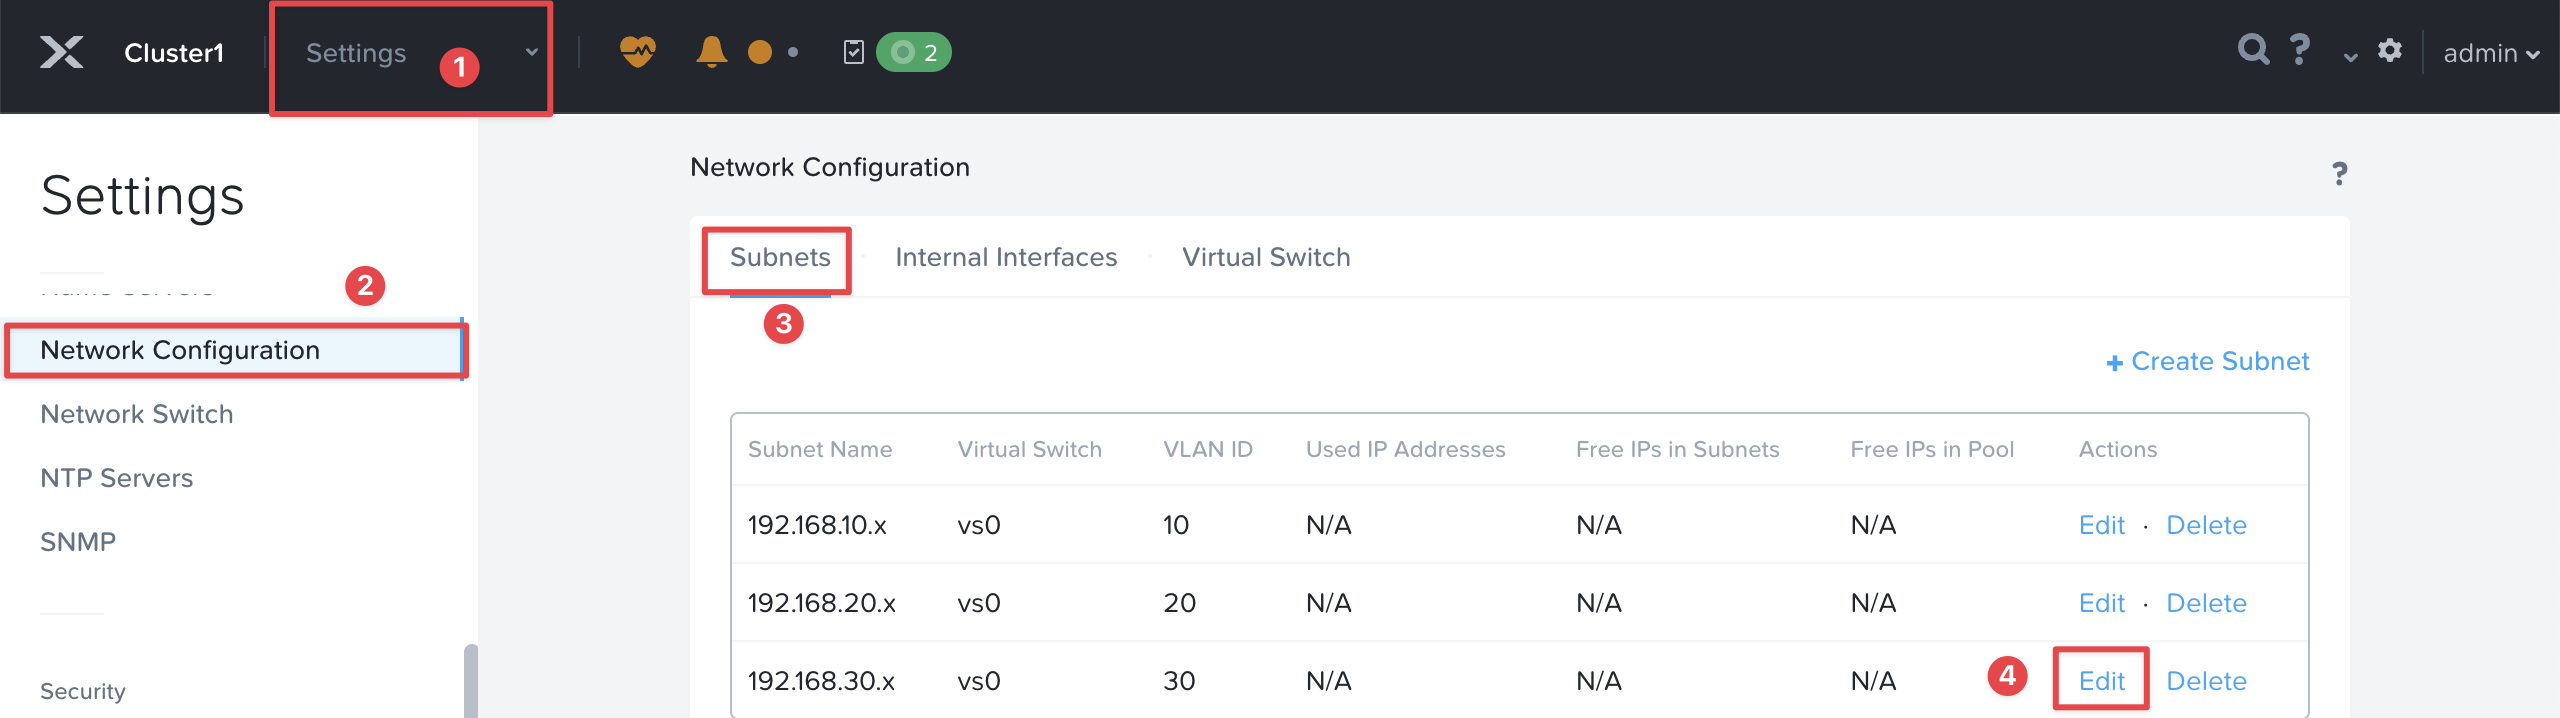 Cluster1 Settings 1 2 admin
Settings
Network Configuration
Name Servers
2
Network Configuration
Network Switch
NTP Servers
SNMP
Security
Subnets Internal Interfaces Virtual Switch
3
+ Create Subnet
Subnet Name Virtual Switch VLAN ID Used IP Addresses Free IPs in Subnets Free IPs in Pool Actions
192.168.10.x vs0 10 N/A N/A N/A Edit · Delete
192.168.20.x vs0 20 N/A N/A N/A Edit · Delete
192.168.30.x vs0 30 N/A N/A N/A 4 Edit Delete